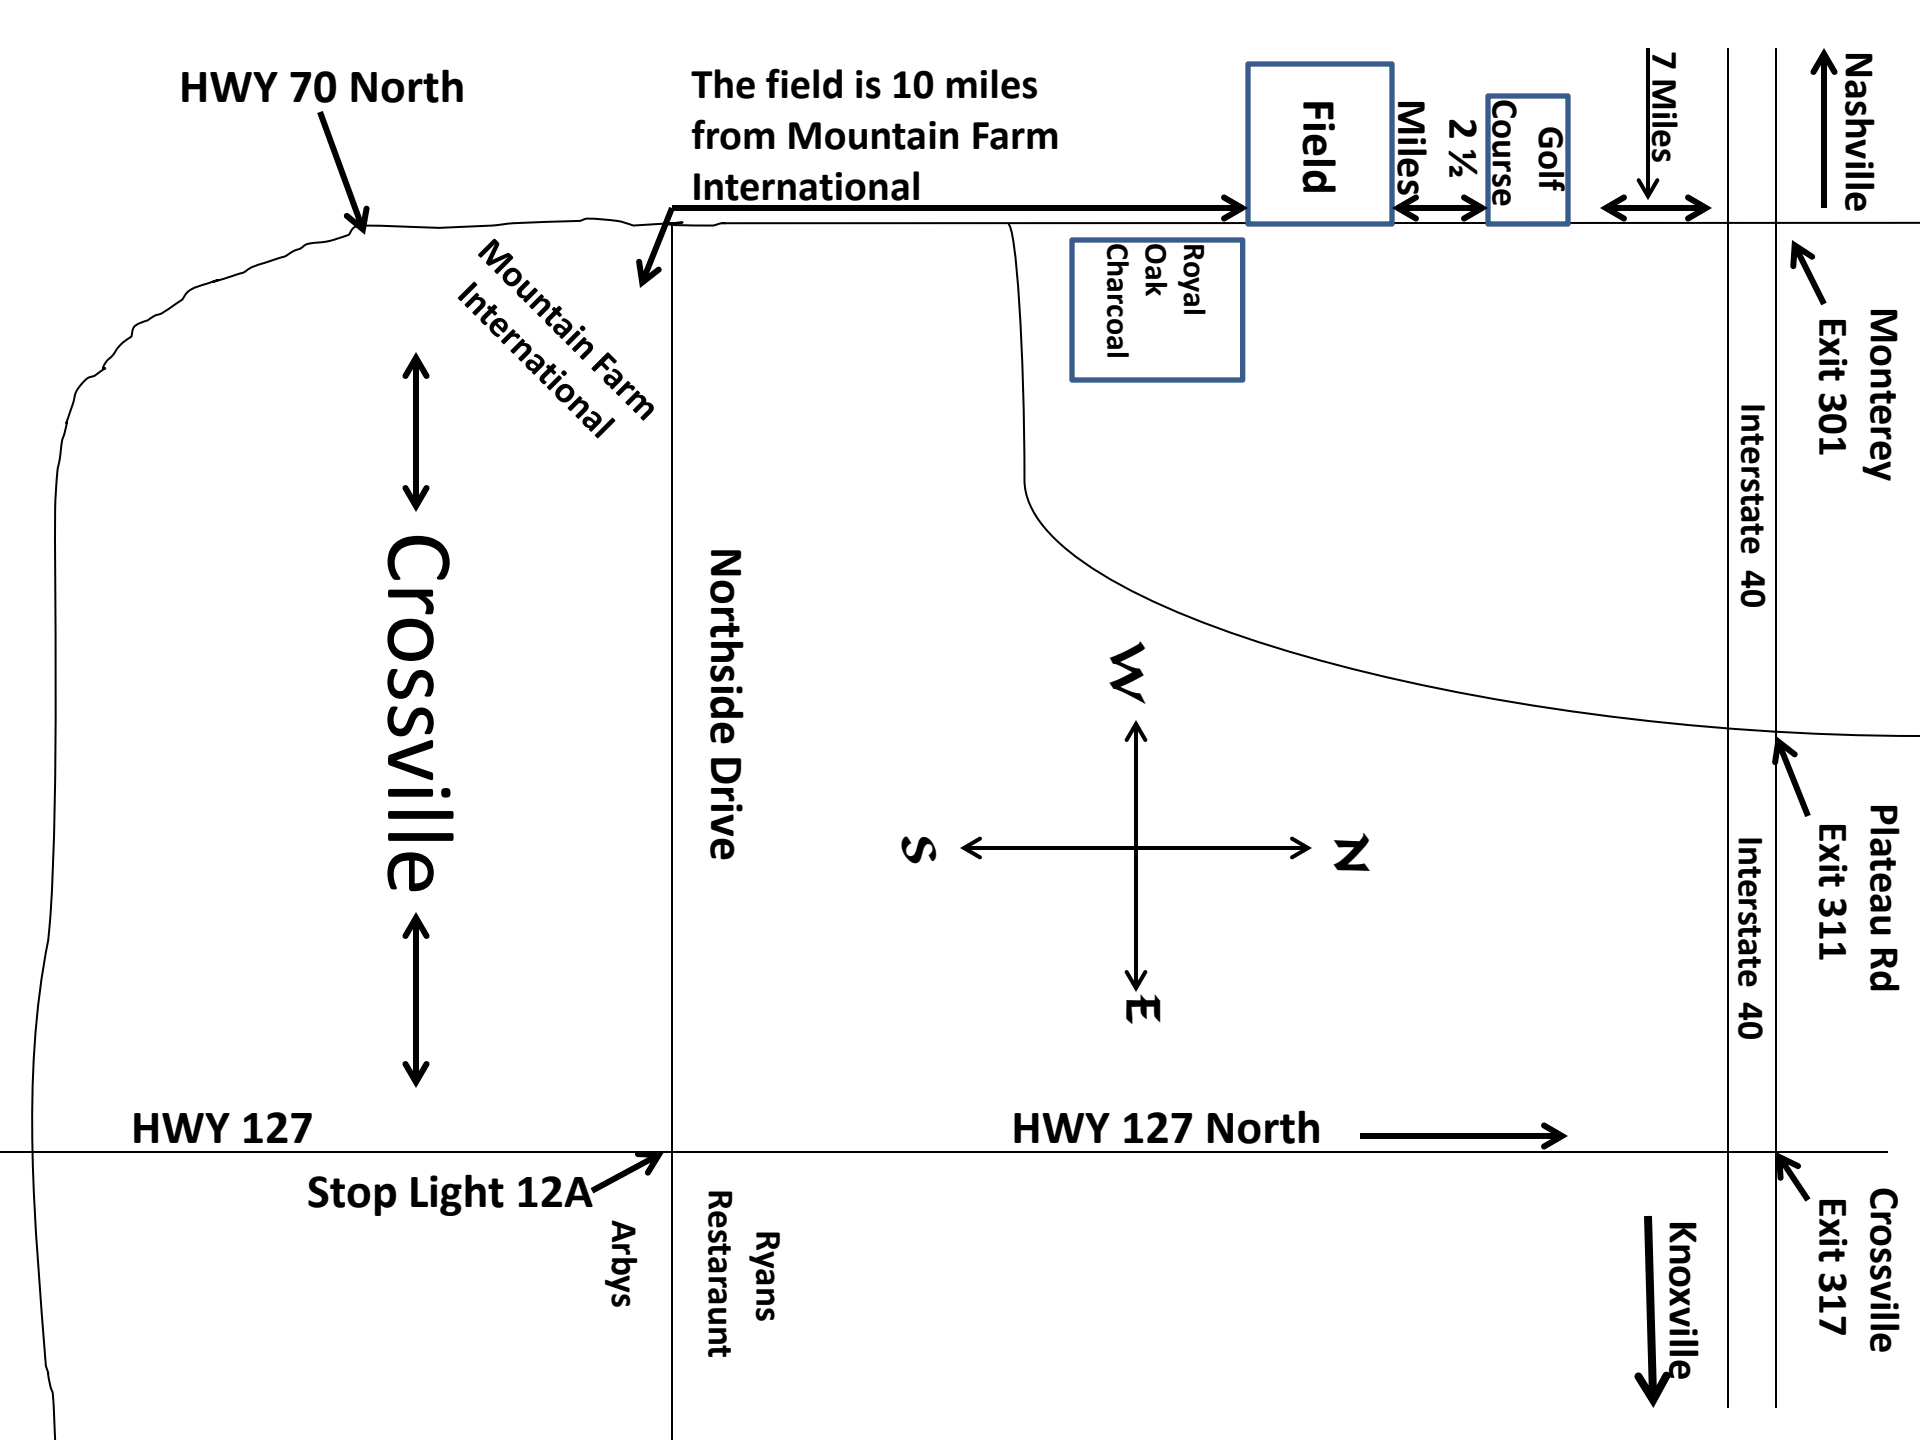 HWY 70 North
The field is 10 miles
from Mountain Farm
International
Field
2 ½
Miles
Golf
Course
7 Miles
Nashville
Royal
Oak
Charcoal
Mountain Farm
International
Monterey
Exit 301
Interstate 40
Crossville
Northside Drive
W
N
S
E
Plateau Rd
Exit 311
Interstate 40
HWY 127
HWY 127 North
Stop Light 12A
Arbys
Ryans
Restaraunt
Knoxville
Crossville
Exit 317